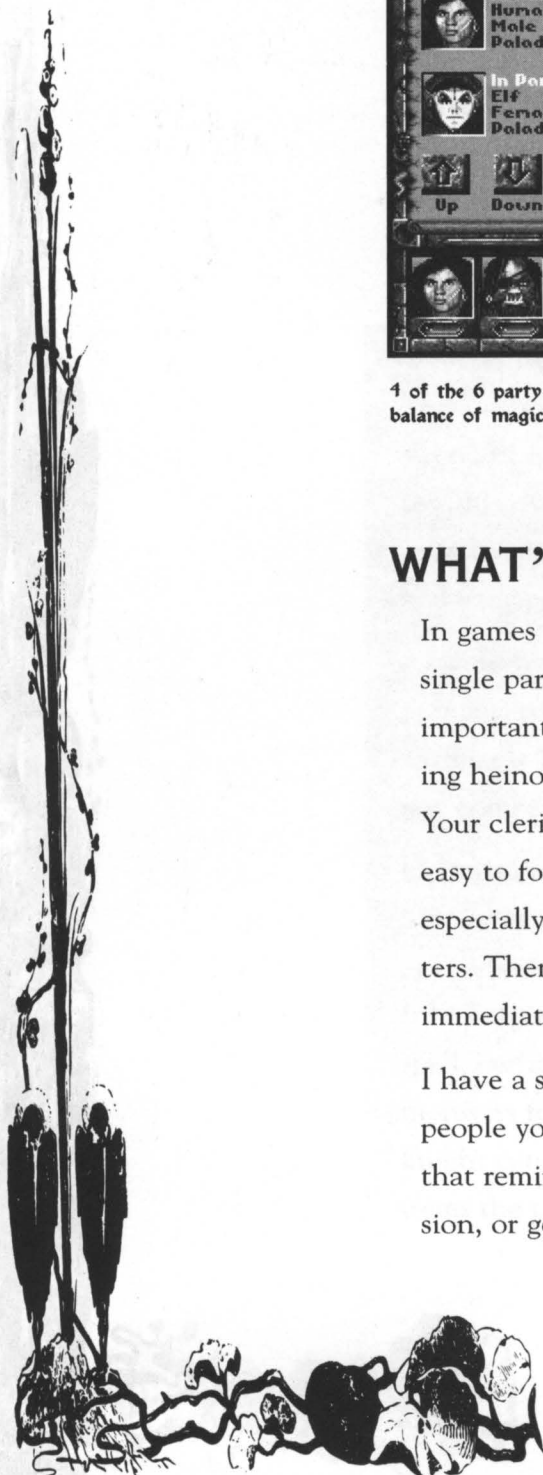 Huma
Male
Palad
In Par
Elf
Fema
Palad
Up Down
4 of the 6 party
balance of magic
WHAT'
In games
single par
important
ing heino
Your cleri
easy to fo
especially
ters. Ther
immediat
I have a s
people yo
that remi
sion, or ge